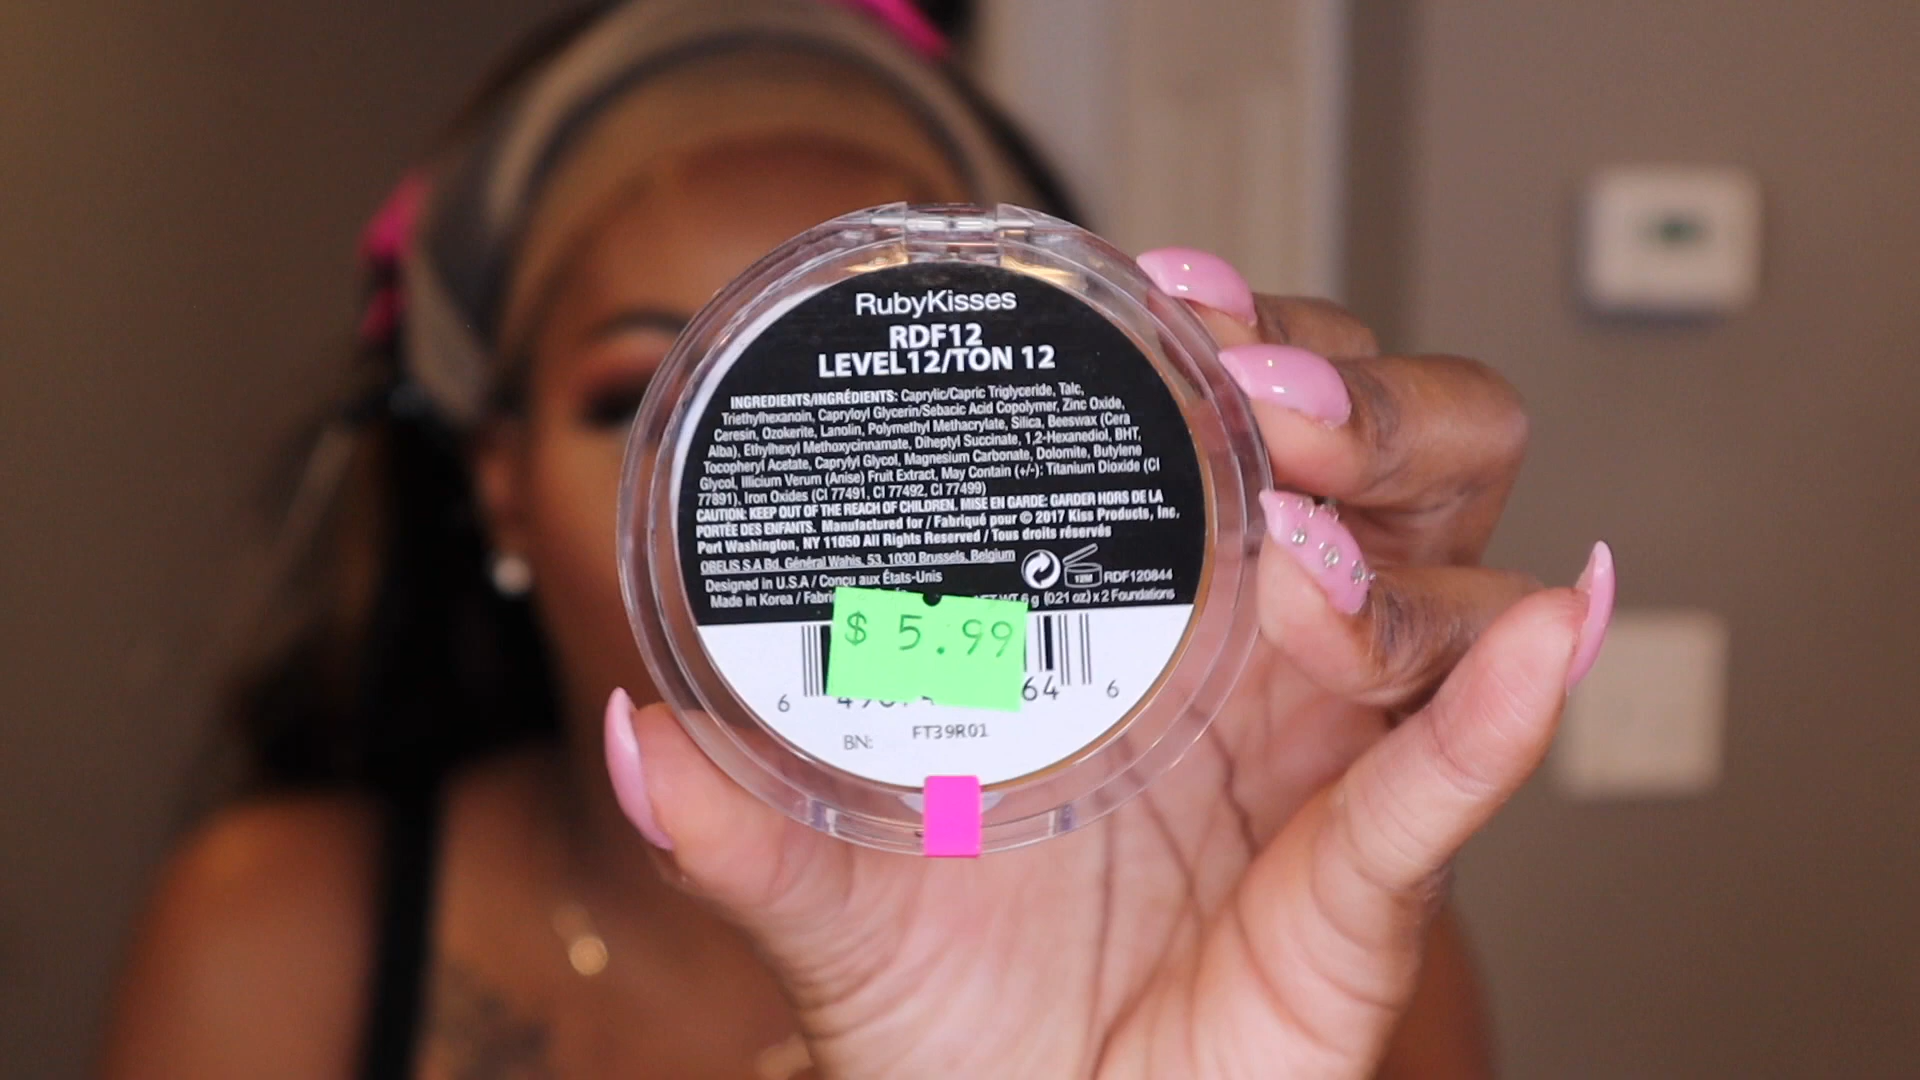 RubyKisses
RDF12
LEVEL12/TON 12
INGREDIENTS/INGRÉDIENTS: Caprylic/Capric Triglyceride, Talc,
Triethylhexanoin, Capryloyl Glycerin/Sebacic Acid Copolymer, Zinc Oxide,
Ceresin, Ozokerite, Lanolin, Polymethyl Methacrylate, Silica, Beeswax (Cera
Alba), Ethylhexyl Methoxycinnamate, Diheptyl Succinate, 1,2-Hexanediol, BHT,
Tocopheryl Acetate, Caprylyl Glycol, Magnesium Carbonate, Dolomite, Butylene
Glycol, Illicium Verum (Anise) Fruit Extract, May Contain (+/-): Titanium Dioxide (CI
77891), Iron Oxides (CI 77491, CI 77492, CI 77499)
CAUTION: KEEP OUT OF THE REACH OF CHILDREN. MISE EN GARDE: GARDER HORS DE LA
PORTÉE DES ENFANTS. Manufactured for / Fabriqué pour © 2017 Kiss Products, Inc.
Port Washington, NY 11050 All Rights Reserved / Tous droits réservés
OBELIS S.A Bd. Général Wahis, 53, 1030 Brussels, Belgium
Designed in U.S.A / Conçu aux États-Unis 12M RDF120844
Made in Korea / 6 g (0.21 oz.) x 2 Foundations
$ 5.99
6 64 6
BN: FT39R01